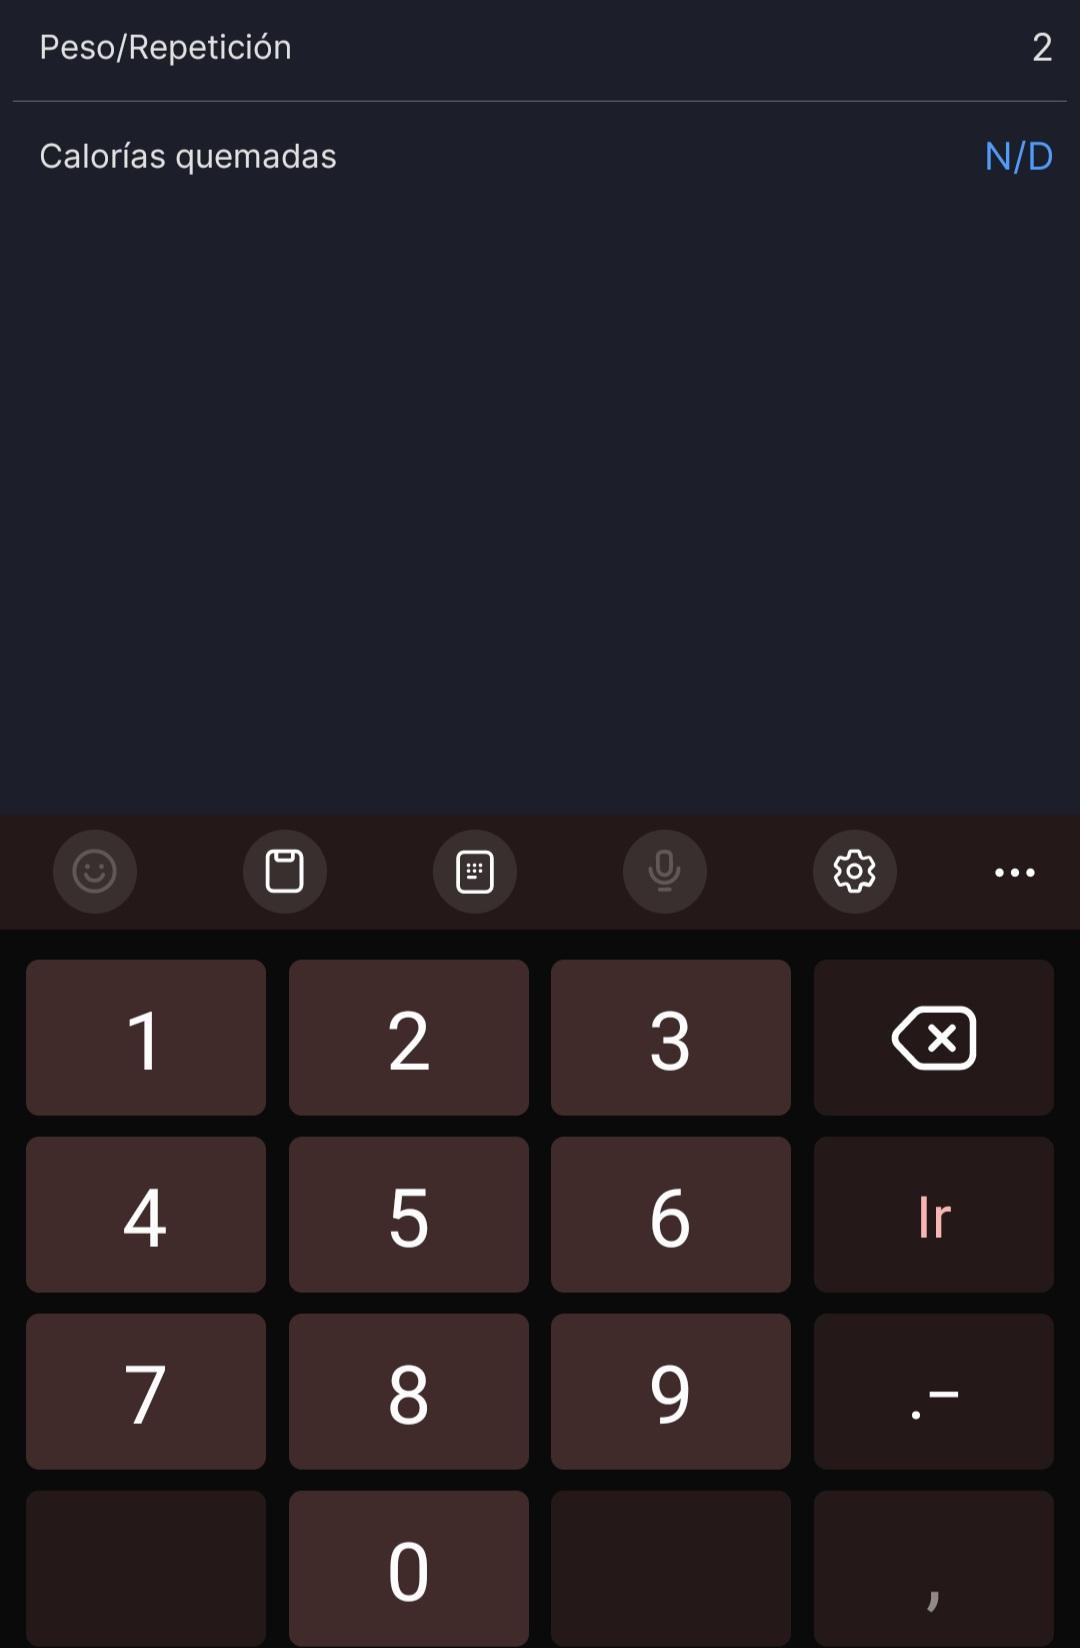 Peso/Repetición 2
Calorías quemadas N/D
1 2 3
4 5 6 Ir
7 8 9 .-
0 ,